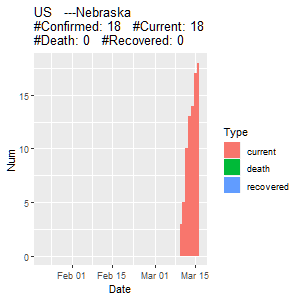 US   ---Nebraska
#Confirmed: 18   #Current: 18
#Death: 0   #Recovered: 0
Num
15
10
5
0
Feb 01
Feb 15
Mar 01
Mar 15
Date
Type
current
death
recovered